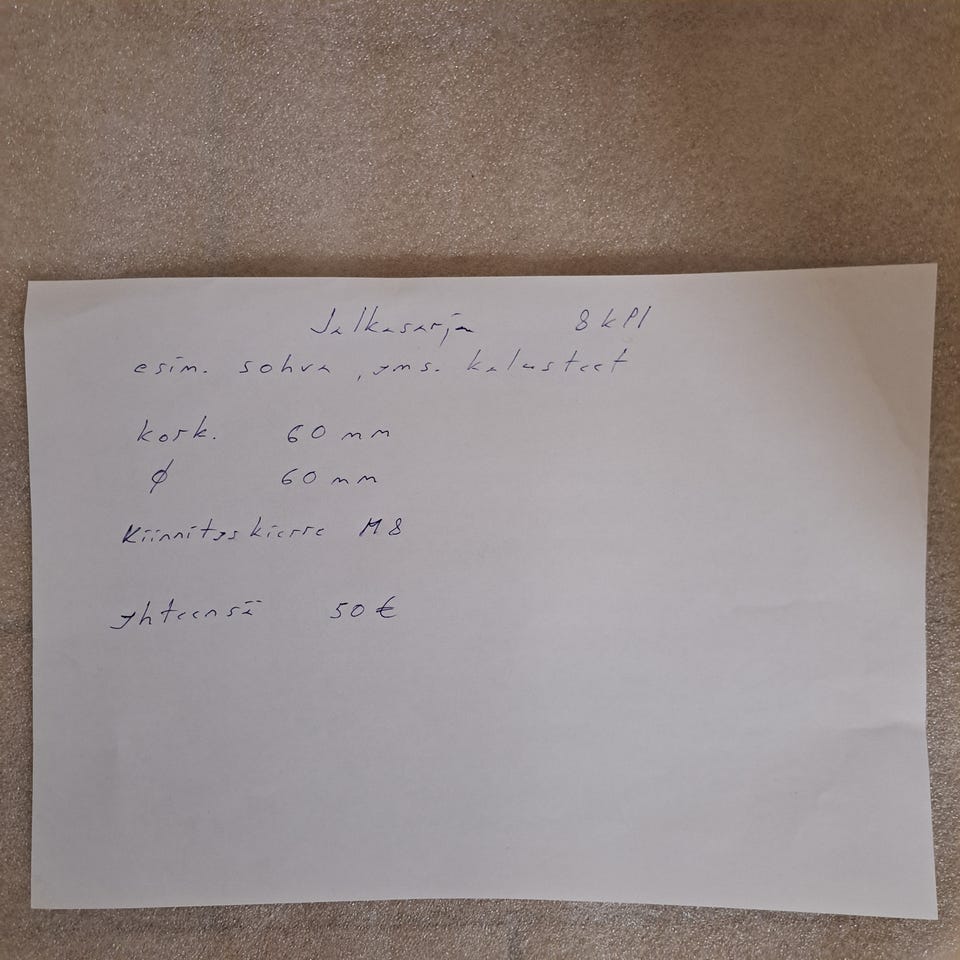 Jalkasarja 8 kpl
esim. sohva, yms. kalusteet
kork. 60 mm
ø 60 mm
Kiinnityskierre M8
yhteensä 50 €